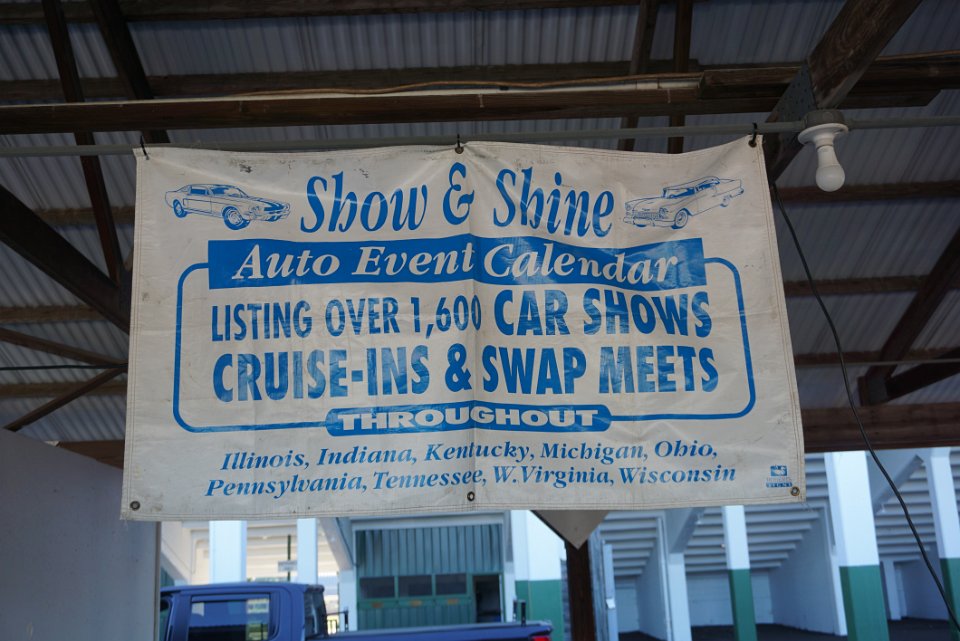 Show & Shine
Auto Event Calendar
LISTING OVER 1,600 CAR SHOWS
CRUISE-INS & SWAP MEETS
THROUGHOUT
Illinois, Indiana, Kentucky, Michigan, Ohio,
Pennsylvania, Tennessee, W.Virginia, Wisconsin